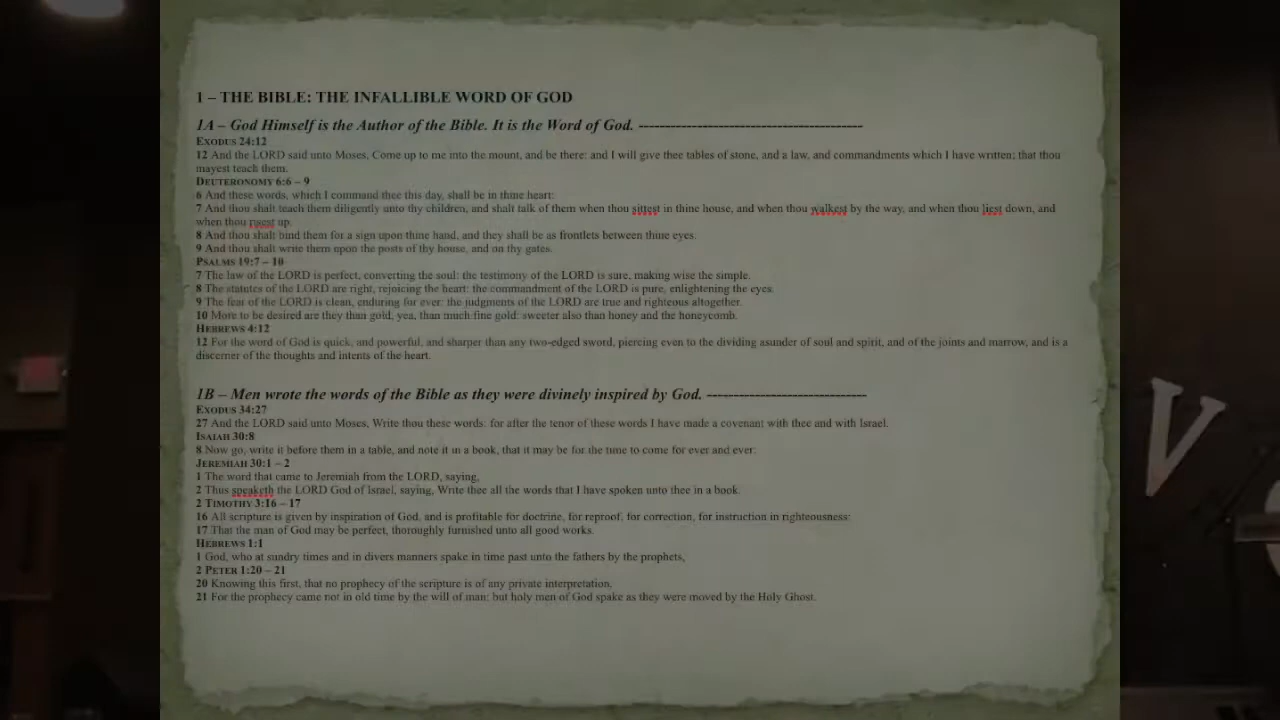 1 – THE BIBLE: THE INFALLIBLE WORD OF GOD
1A – God Himself is the Author of the Bible. It is the Word of God. ------------------------------------------
EXODUS 24:12
12 And the LORD said unto Moses, Come up to me into the mount, and be there: and I will give thee tables of stone, and a law, and commandments which I have written; that thou
mayest teach them.
DEUTERONOMY 6:6 – 9
6 And these words, which I command thee this day, shall be in thine heart:
7 And thou shalt teach them diligently unto thy children, and shalt talk of them when thou sittest in thine house, and when thou walkest by the way, and when thou liest down, and
when thou risest up.
8 And thou shalt bind them for a sign upon thine hand, and they shall be as frontlets between thine eyes.
9 And thou shalt write them upon the posts of thy house, and on thy gates.
PSALMS 19:7 – 10
7 The law of the LORD is perfect, converting the soul: the testimony of the LORD is sure, making wise the simple.
8 The statutes of the LORD are right, rejoicing the heart: the commandment of the LORD is pure, enlightening the eyes.
9 The fear of the LORD is clean, enduring for ever: the judgments of the LORD are true and righteous altogether.
10 More to be desired are they than gold, yea, than much fine gold: sweeter also than honey and the honeycomb.
HEBREWS 4:12
12 For the word of God is quick, and powerful, and sharper than any two-edged sword, piercing even to the dividing asunder of soul and spirit, and of the joints and marrow, and is a
discerner of the thoughts and intents of the heart.
1B – Men wrote the words of the Bible as they were divinely inspired by God. ------------------------------
EXODUS 34:27
27 And the LORD said unto Moses, Write thou these words: for after the tenor of these words I have made a covenant with thee and with Israel.
ISAIAH 30:8
8 Now go, write it before them in a table, and note it in a book, that it may be for the time to come for ever and ever:
JEREMIAH 30:1 – 2
1 The word that came to Jeremiah from the LORD, saying,
2 Thus speaketh the LORD God of Israel, saying, Write thee all the words that I have spoken unto thee in a book.
2 TIMOTHY 3:16 – 17
16 All scripture is given by inspiration of God, and is profitable for doctrine, for reproof, for correction, for instruction in righteousness:
17 That the man of God may be perfect, thoroughly furnished unto all good works.
HEBREWS 1:1
1 God, who at sundry times and in divers manners spake in time past unto the fathers by the prophets,
2 PETER 1:20 – 21
20 Knowing this first, that no prophecy of the scripture is of any private interpretation.
21 For the prophecy came not in old time by the will of man: but holy men of God spake as they were moved by the Holy Ghost.
V